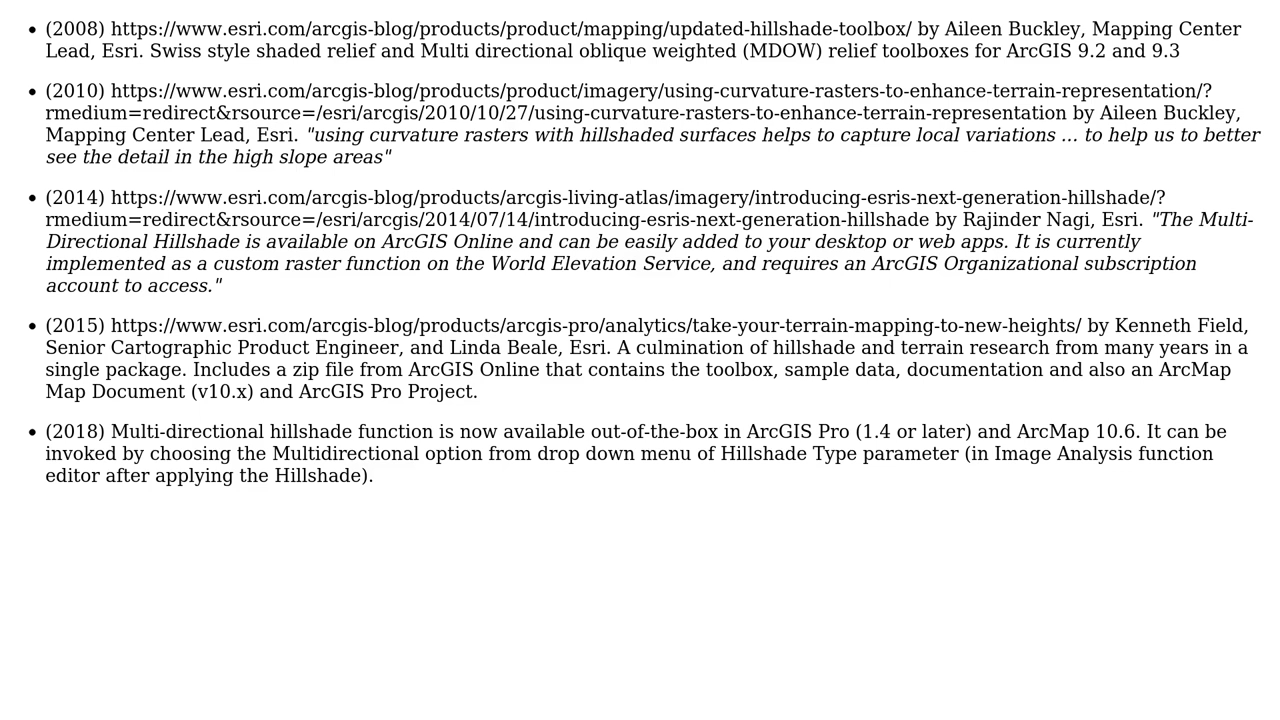 • (2008) https://www.esri.com/arcgis-blog/products/product/mapping/updated-hillshade-toolbox/ by Aileen Buckley, Mapping Center
Lead, Esri. Swiss style shaded relief and Multi directional oblique weighted (MDOW) relief toolboxes for ArcGIS 9.2 and 9.3
• (2010) https://www.esri.com/arcgis-blog/products/product/imagery/using-curvature-rasters-to-enhance-terrain-representation/?
rmedium=redirect&rsource=/esri/arcgis/2010/10/27/using-curvature-rasters-to-enhance-terrain-representation by Aileen Buckley,
Mapping Center Lead, Esri. "using curvature rasters with hillshaded surfaces helps to capture local variations ... to help us to better
see the detail in the high slope areas"
• (2014) https://www.esri.com/arcgis-blog/products/arcgis-living-atlas/imagery/introducing-esris-next-generation-hillshade/?
rmedium=redirect&rsource=/esri/arcgis/2014/07/14/introducing-esris-next-generation-hillshade by Rajinder Nagi, Esri. "The Multi-
Directional Hillshade is available on ArcGIS Online and can be easily added to your desktop or web apps. It is currently
implemented as a custom raster function on the World Elevation Service, and requires an ArcGIS Organizational subscription
account to access."
• (2015) https://www.esri.com/arcgis-blog/products/arcgis-pro/analytics/take-your-terrain-mapping-to-new-heights/ by Kenneth Field,
Senior Cartographic Product Engineer, and Linda Beale, Esri. A culmination of hillshade and terrain research from many years in a
single package. Includes a zip file from ArcGIS Online that contains the toolbox, sample data, documentation and also an ArcMap
Map Document (v10.x) and ArcGIS Pro Project.
• (2018) Multi-directional hillshade function is now available out-of-the-box in ArcGIS Pro (1.4 or later) and ArcMap 10.6. It can be
invoked by choosing the Multidirectional option from drop down menu of Hillshade Type parameter (in Image Analysis function
editor after applying the Hillshade).